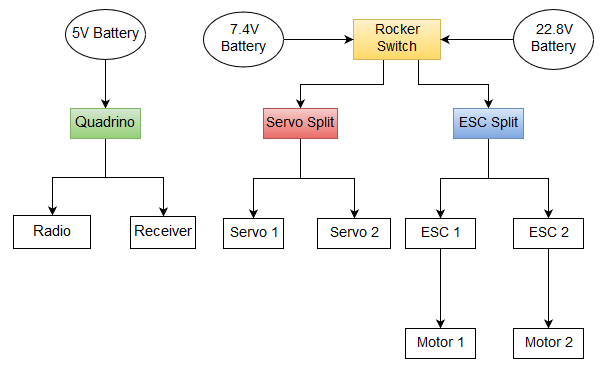 5V Battery
7.4V
Battery
Rocker
Switch
22.8V
Battery
Quadrino
Servo Split
ESC Split
Radio
Receiver
Servo 1
Servo 2
ESC 1
ESC 2
Motor 1
Motor 2